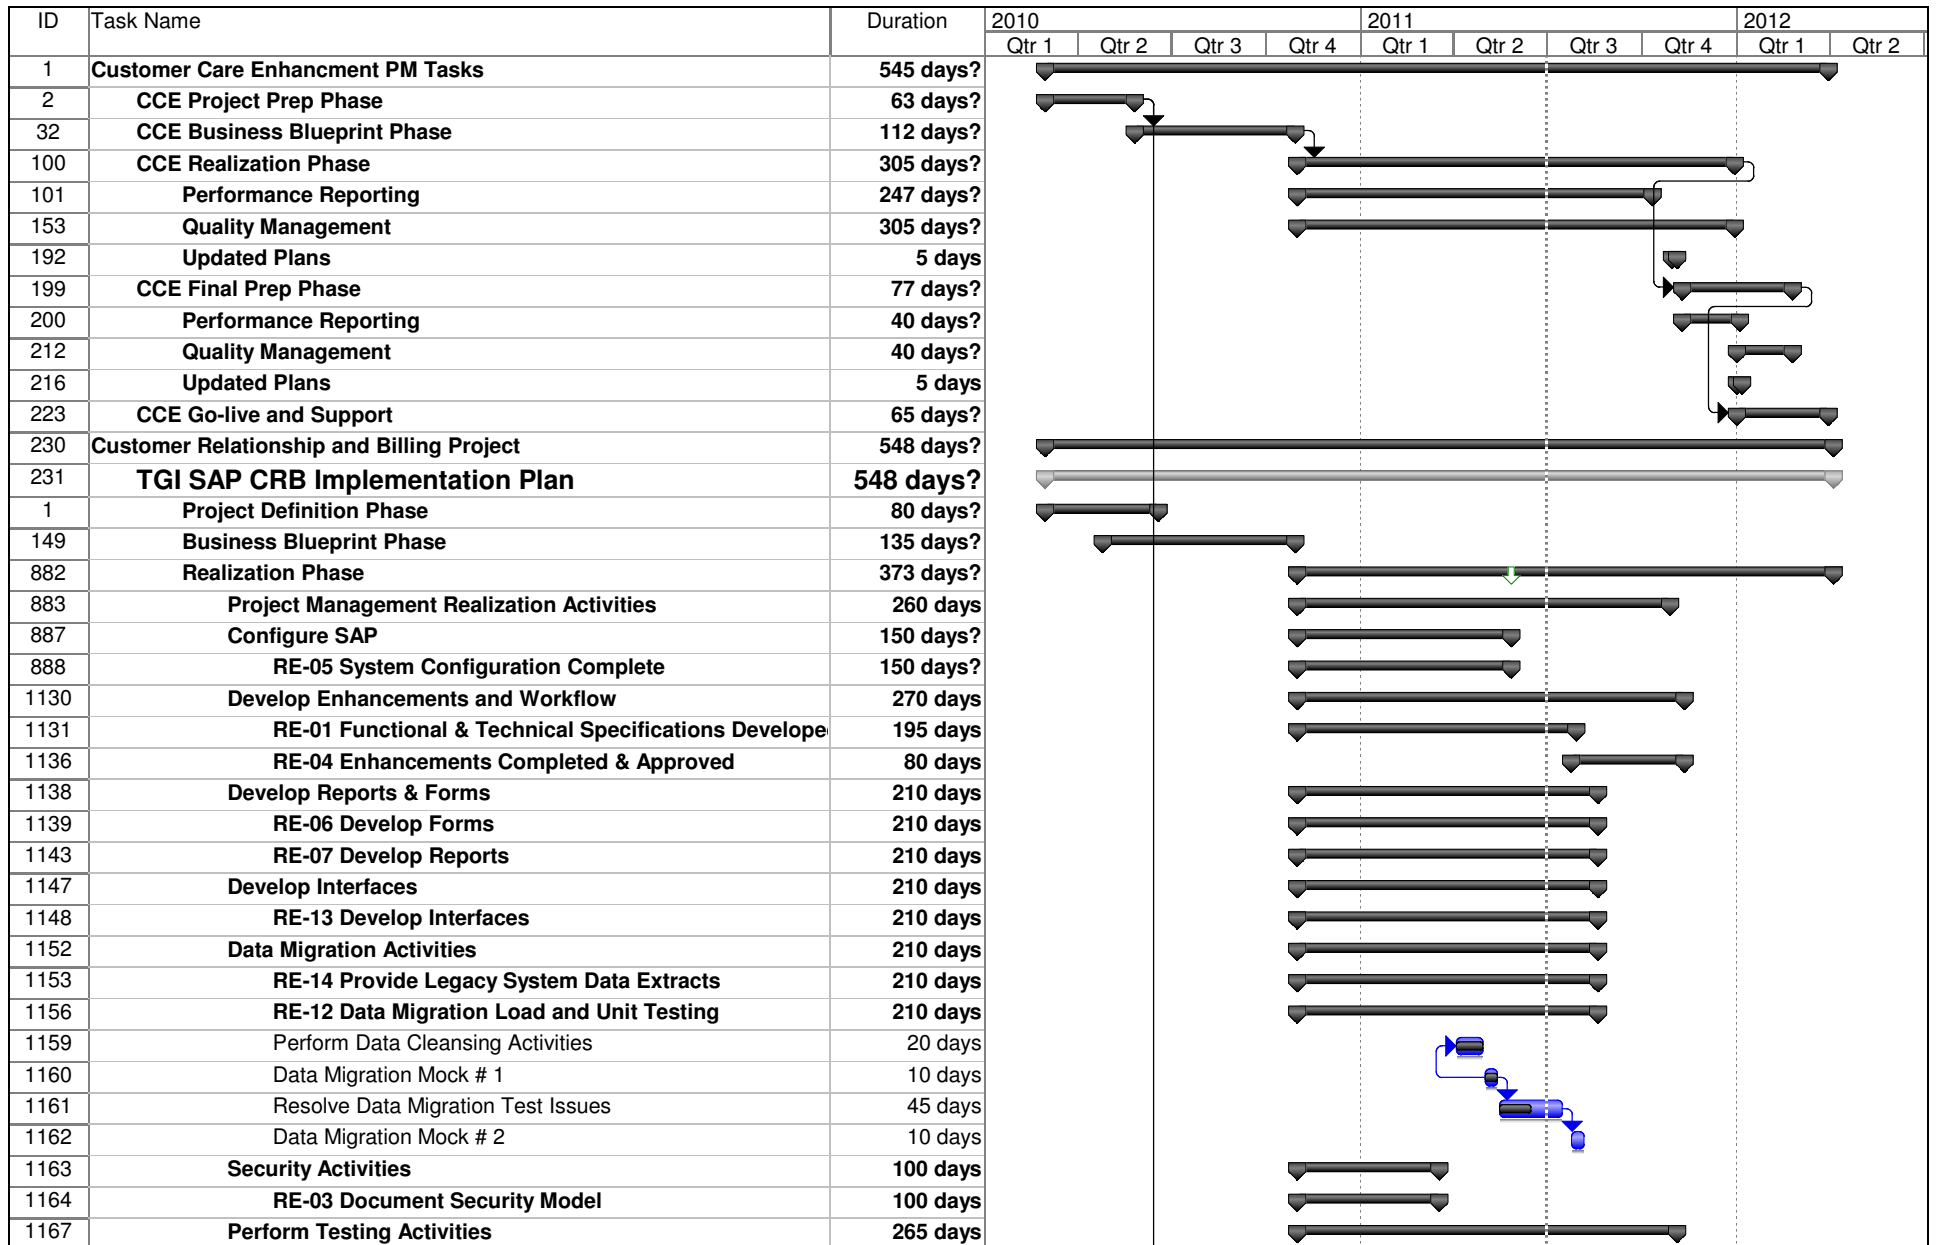 ID Task Name Duration 2010 2011 2012
Qtr 1 Qtr 2 Qtr 3 Qtr 4 Qtr 1 Qtr 2 Qtr 3 Qtr 4 Qtr 1 Qtr 2
1 Customer Care Enhancment PM Tasks 545 days?
2 CCE Project Prep Phase 63 days?
32 CCE Business Blueprint Phase 112 days?
100 CCE Realization Phase 305 days?
101 Performance Reporting 247 days?
153 Quality Management 305 days?
192 Updated Plans 5 days
199 CCE Final Prep Phase 77 days?
200 Performance Reporting 40 days?
212 Quality Management 40 days?
216 Updated Plans 5 days
223 CCE Go-live and Support 65 days?
230 Customer Relationship and Billing Project 548 days?
231 TGI SAP CRB Implementation Plan 548 days?
1 Project Definition Phase 80 days?
149 Business Blueprint Phase 135 days?
882 Realization Phase 373 days?
883 Project Management Realization Activities 260 days
887 Configure SAP 150 days?
888 RE-05 System Configuration Complete 150 days?
1130 Develop Enhancements and Workflow 270 days
1131 RE-01 Functional & Technical Specifications Develope 195 days
1136 RE-04 Enhancements Completed & Approved 80 days
1138 Develop Reports & Forms 210 days
1139 RE-06 Develop Forms 210 days
1143 RE-07 Develop Reports 210 days
1147 Develop Interfaces 210 days
1148 RE-13 Develop Interfaces 210 days
1152 Data Migration Activities 210 days
1153 RE-14 Provide Legacy System Data Extracts 210 days
1156 RE-12 Data Migration Load and Unit Testing 210 days
1159 Perform Data Cleansing Activities 20 days
1160 Data Migration Mock # 1 10 days
1161 Resolve Data Migration Test Issues 45 days
1162 Data Migration Mock # 2 10 days
1163 Security Activities 100 days
1164 RE-03 Document Security Model 100 days
1167 Perform Testing Activities 265 days